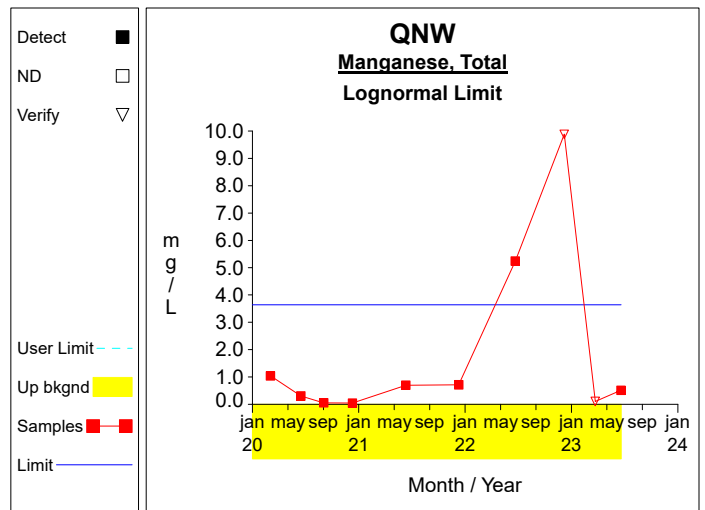 Detect
ND
Verify
User Limit
Up bkgnd
Samples
Limit
QNW
Manganese, Total
Lognormal Limit
mg/L
10.0
9.0
8.0
7.0
6.0
5.0
4.0
3.0
2.0
1.0
0.0
jan may sep jan may sep jan may sep jan may sep jan
20 21 22 23 24
Month / Year